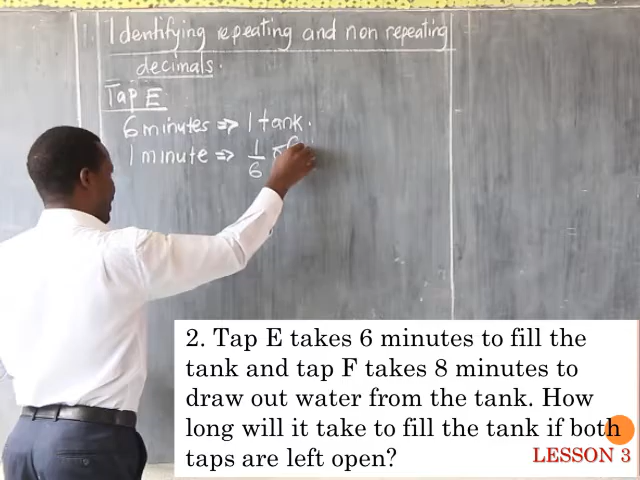 1. Identifying repeating and non repeating
decimals.
Tap E
6 minutes => 1 tank.
1 minute => 1/6
2. Tap E takes 6 minutes to fill the
tank and tap F takes 8 minutes to
draw out water from the tank. How
long will it take to fill the tank if both
taps are left open?
LESSON 3